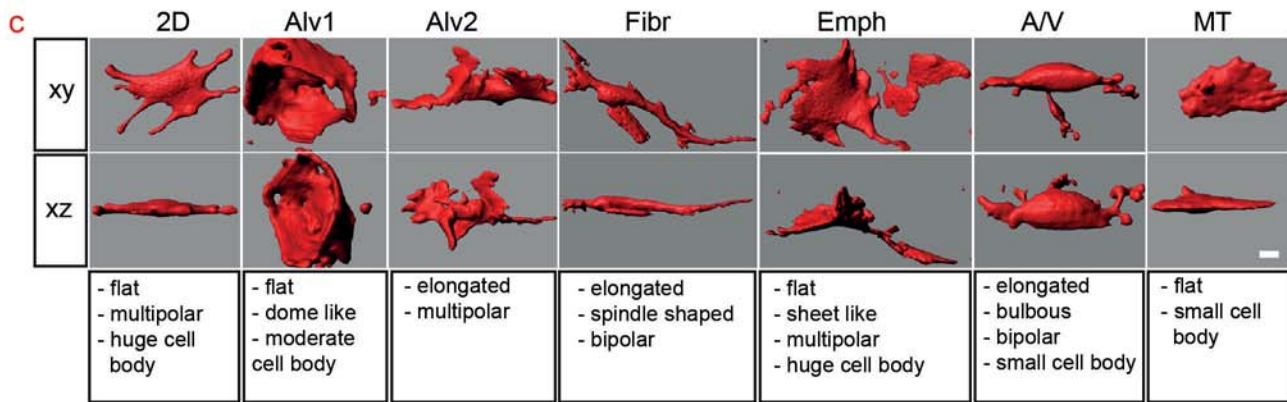 c
2D Alv1 Alv2 Fibr Emph A/V MT
xy
xz
- flat
- multipolar
- huge cell
body
- flat
- dome like
- moderate
cell body
- elongated
- multipolar
- elongated
- spindle shaped
- bipolar
- flat
- sheet like
- multipolar
- huge cell body
- elongated
- bulbous
- bipolar
- small cell body
- flat
- small cell
body